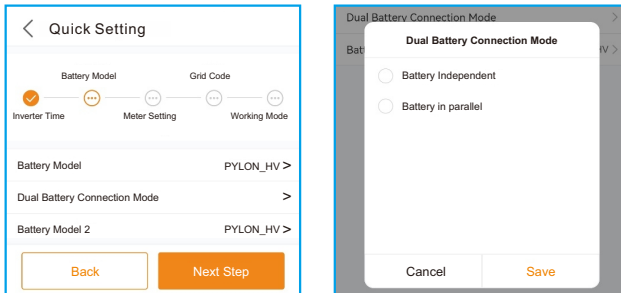 Quick Setting
Battery Model
Grid Code
Inverter Time
Meter Setting
Working Mode
Battery Model
PYLON_HV >
Dual Battery Connection Mode
>
Battery Model 2
PYLON_HV >
Back
Next Step
Dual Battery Connection Mode
>
Bat
HV >
Dual Battery Connection Mode
Battery Independent
Battery in parallel
Cancel
Save